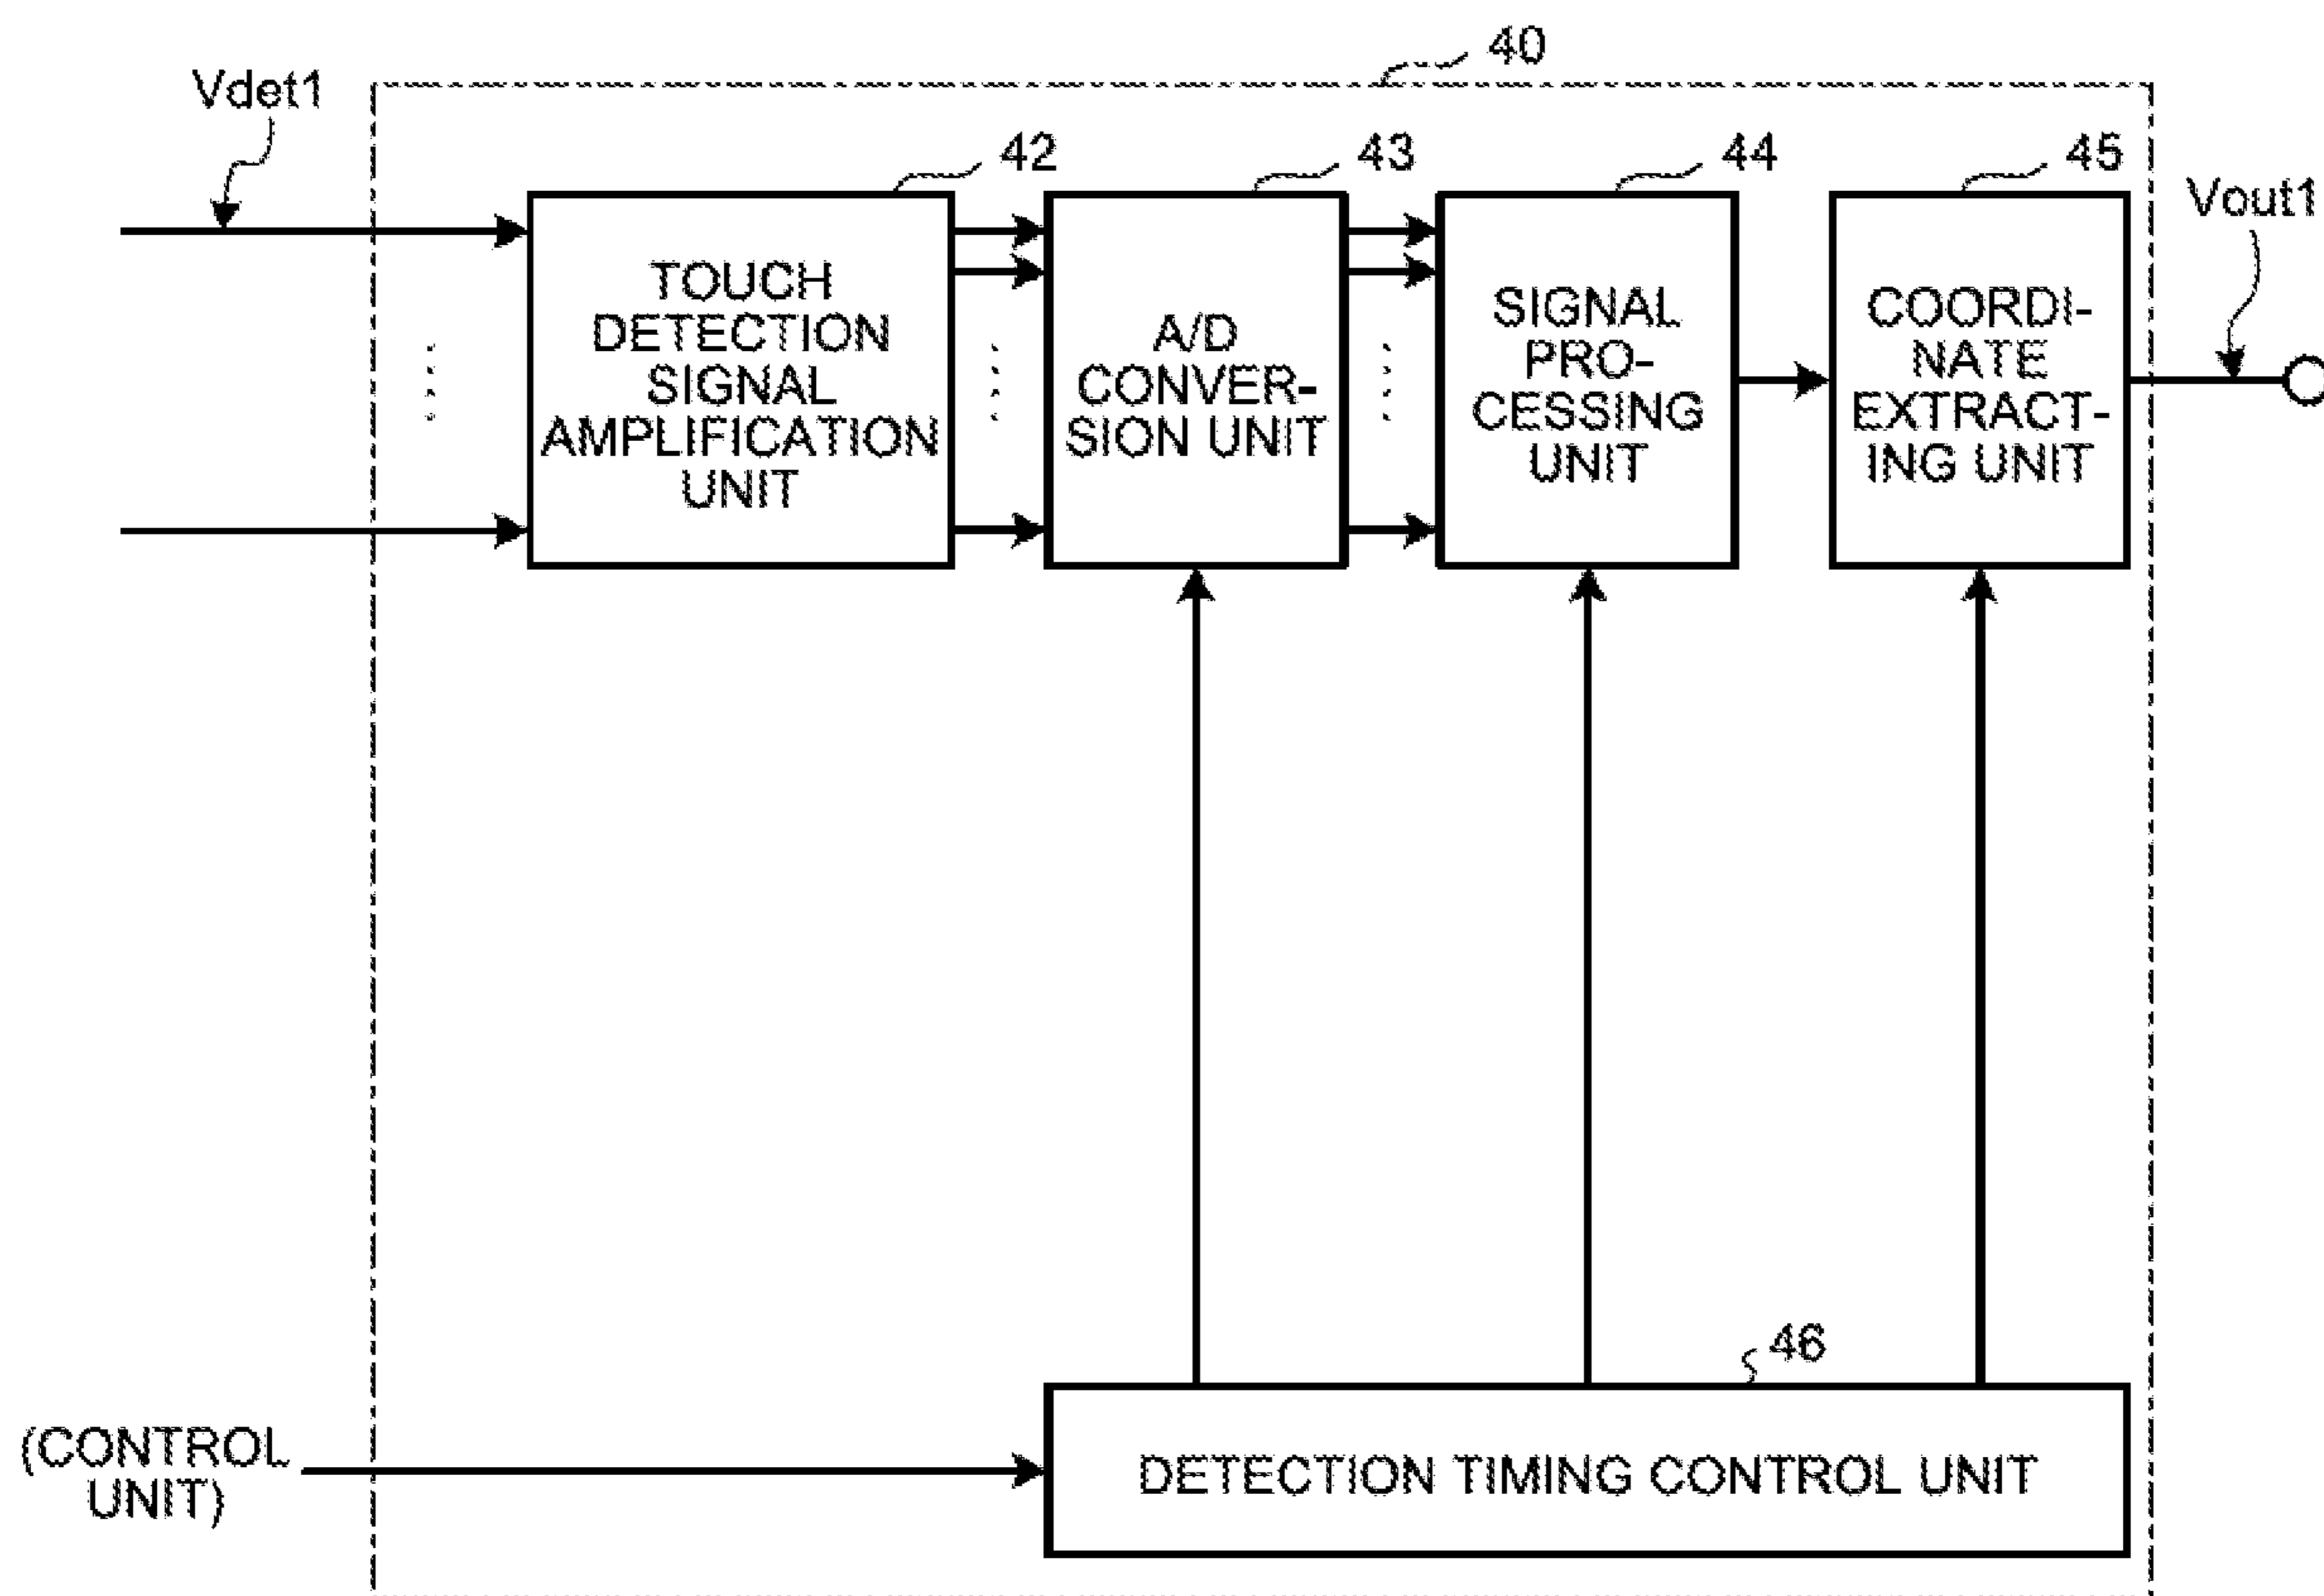 40
Vdet1
42
43
44
45
Vout1
TOUCH
DETECTION
SIGNAL
AMPLIFICATION
UNIT
A/D
CONVER-
SION UNIT
SIGNAL
PRO-
CESSING
UNIT
COORDI-
NATE
EXTRACT-
ING UNIT
46
(CONTROL
UNIT)
DETECTION TIMING CONTROL UNIT